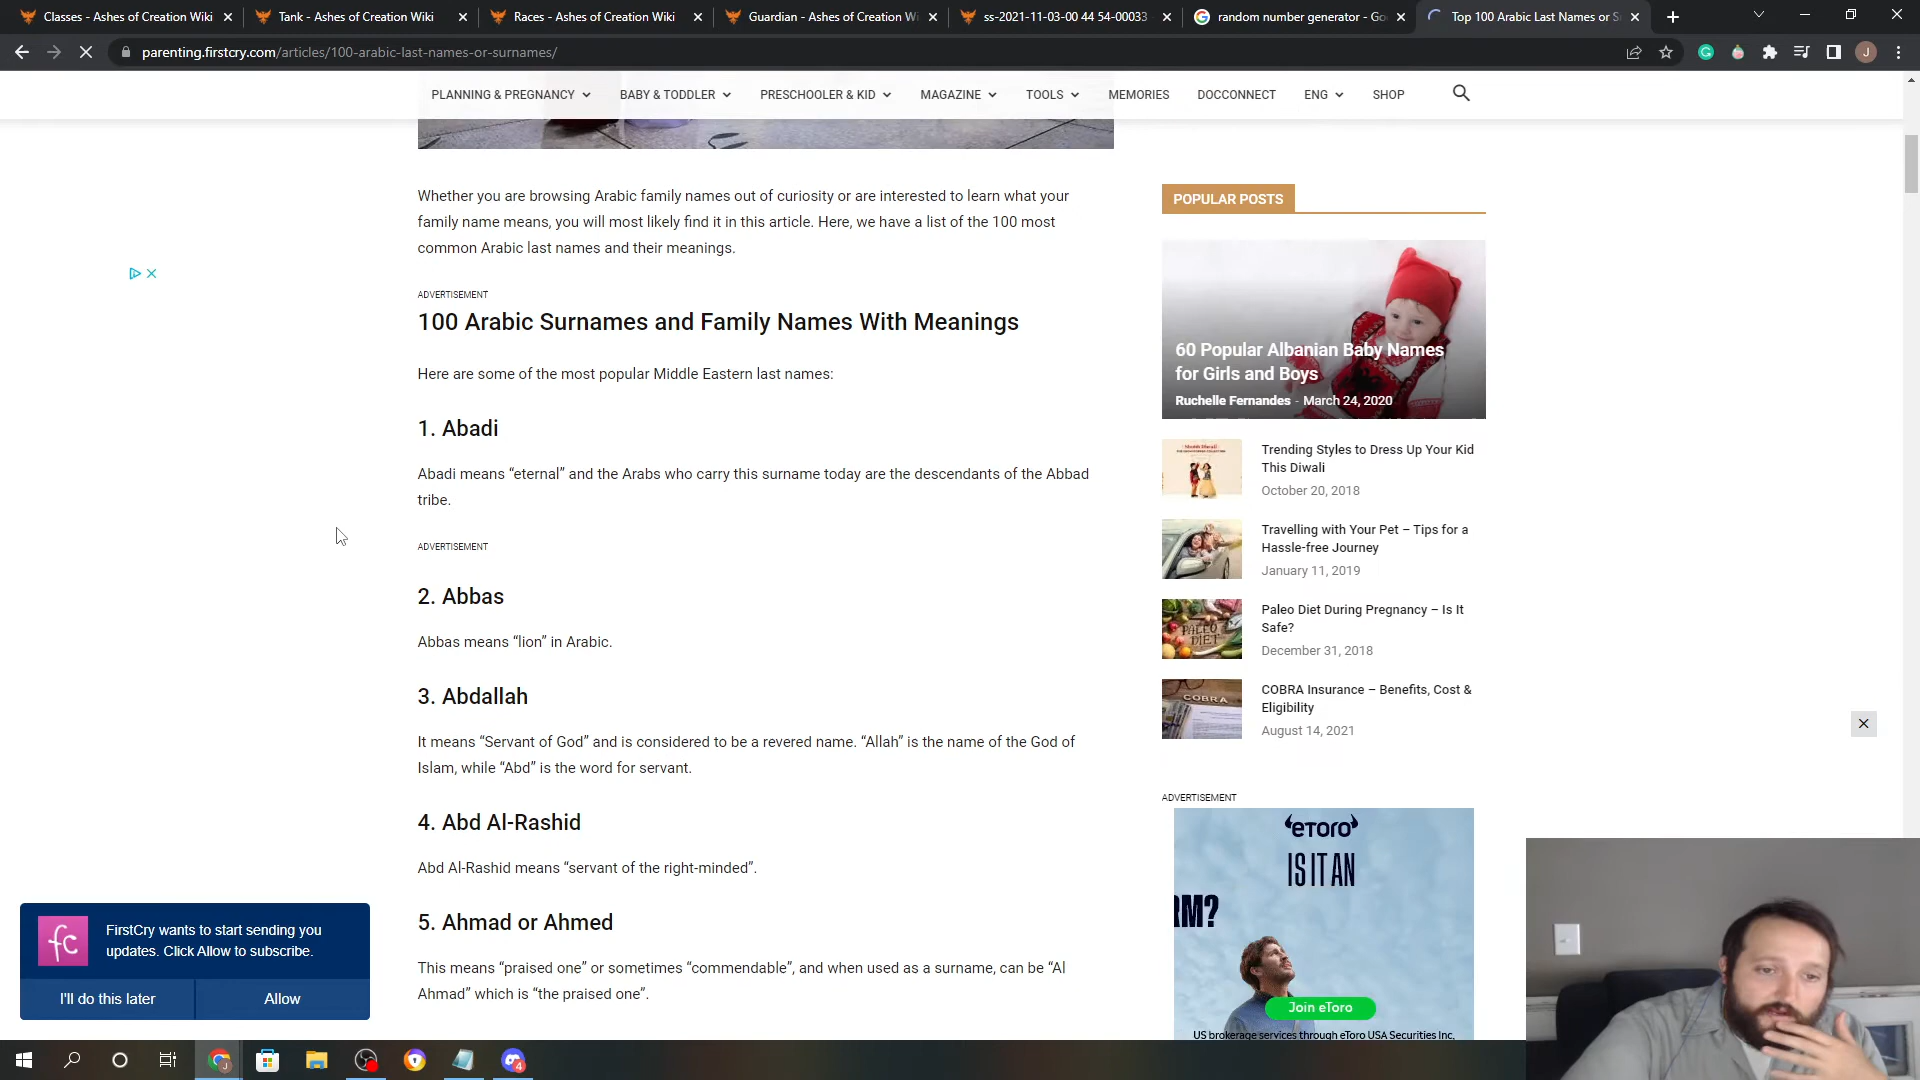 Classes - Ashes of Creation Wiki
Tank - Ashes of Creation Wiki
Races - Ashes of Creation Wiki
Guardian - Ashes of Creation Wi
ss-2021-11-03-00 44 54-00033
random number generator - Go
Top 100 Arabic Last Names or S
parenting.firstcry.com/articles/100-arabic-last-names-or-surnames/
J
PLANNING & PREGNANCY
BABY & TODDLER
PRESCHOOLER & KID
MAGAZINE
TOOLS
MEMORIES
DOCCONNECT
ENG
SHOP
Whether you are browsing Arabic family names out of curiosity or are interested to learn what your
family name means, you will most likely find it in this article. Here, we have a list of the 100 most
common Arabic last names and their meanings.
ADVERTISEMENT
100 Arabic Surnames and Family Names With Meanings
Here are some of the most popular Middle Eastern last names:
1. Abadi
Abadi means “eternal” and the Arabs who carry this surname today are the descendants of the Abbad
tribe.
ADVERTISEMENT
2. Abbas
Abbas means “lion” in Arabic.
3. Abdallah
It means “Servant of God” and is considered to be a revered name. “Allah” is the name of the God of
Islam, while “Abd” is the word for servant.
4. Abd Al-Rashid
Abd Al-Rashid means “servant of the right-minded”.
5. Ahmad or Ahmed
This means “praised one” or sometimes “commendable”, and when used as a surname, can be “Al
Ahmad” which is “the praised one”.
POPULAR POSTS
60 Popular Albanian Baby Names
for Girls and Boys
Ruchelle Fernandes - March 24, 2020
Trending Styles to Dress Up Your Kid
This Diwali
October 20, 2018
Travelling with Your Pet – Tips for a
Hassle-free Journey
January 11, 2019
PALEO
DIET
Paleo Diet During Pregnancy – Is It
Safe?
December 31, 2018
COBRA
COBRA Insurance – Benefits, Cost &
Eligibility
August 14, 2021
ADVERTISEMENT
eToro
IS IT AN
RM?
Join eToro
US brokerage services through eToro USA Securities Inc,
fc
FirstCry wants to start sending you
updates. Click Allow to subscribe.
I'll do this later
Allow
4